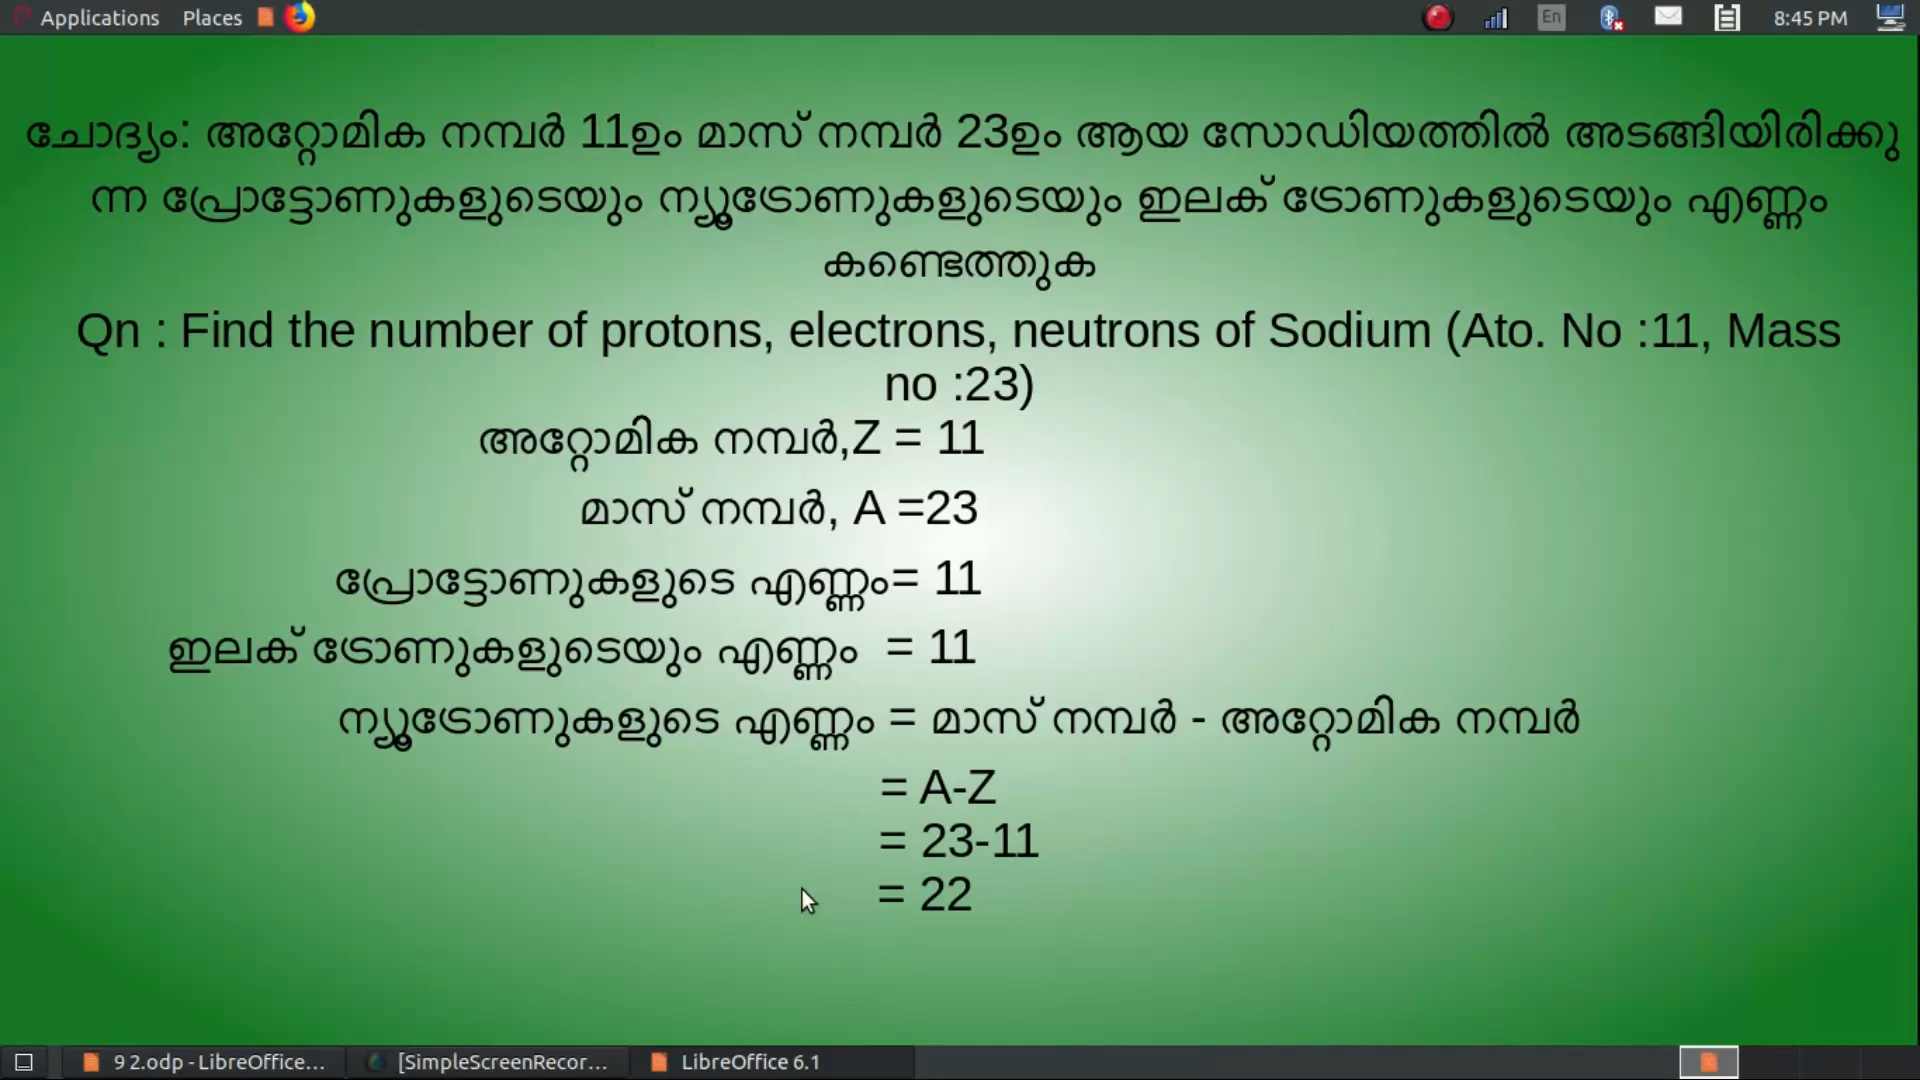 Applications Places En 8:45 PM
ചോദ്യം: അറ്റോമിക നമ്പർ 11ഉം മാസ് നമ്പർ 23ഉം ആയ സോഡിയത്തിൽ അടങ്ങിയിരിക്കു
ന്ന പ്രോട്ടോണുകളുടെയും ന്യൂട്രോണുകളുടെയും ഇലക് ട്രോണുകളുടെയും എണ്ണം
കണ്ടെത്തുക
Qn : Find the number of protons, electrons, neutrons of Sodium (Ato. No :11, Mass
no :23)
അറ്റോമിക നമ്പർ,Z = 11
മാസ് നമ്പർ, A =23
പ്രോട്ടോണുകളുടെ എണ്ണം= 11
ഇലക് ട്രോണുകളുടെയും എണ്ണം = 11
ന്യൂട്രോണുകളുടെ എണ്ണം = മാസ് നമ്പർ - അറ്റോമിക നമ്പർ
= A-Z
= 23-11
= 22
9 2.odp - LibreOffice... [SimpleScreenRecor... LibreOffice 6.1